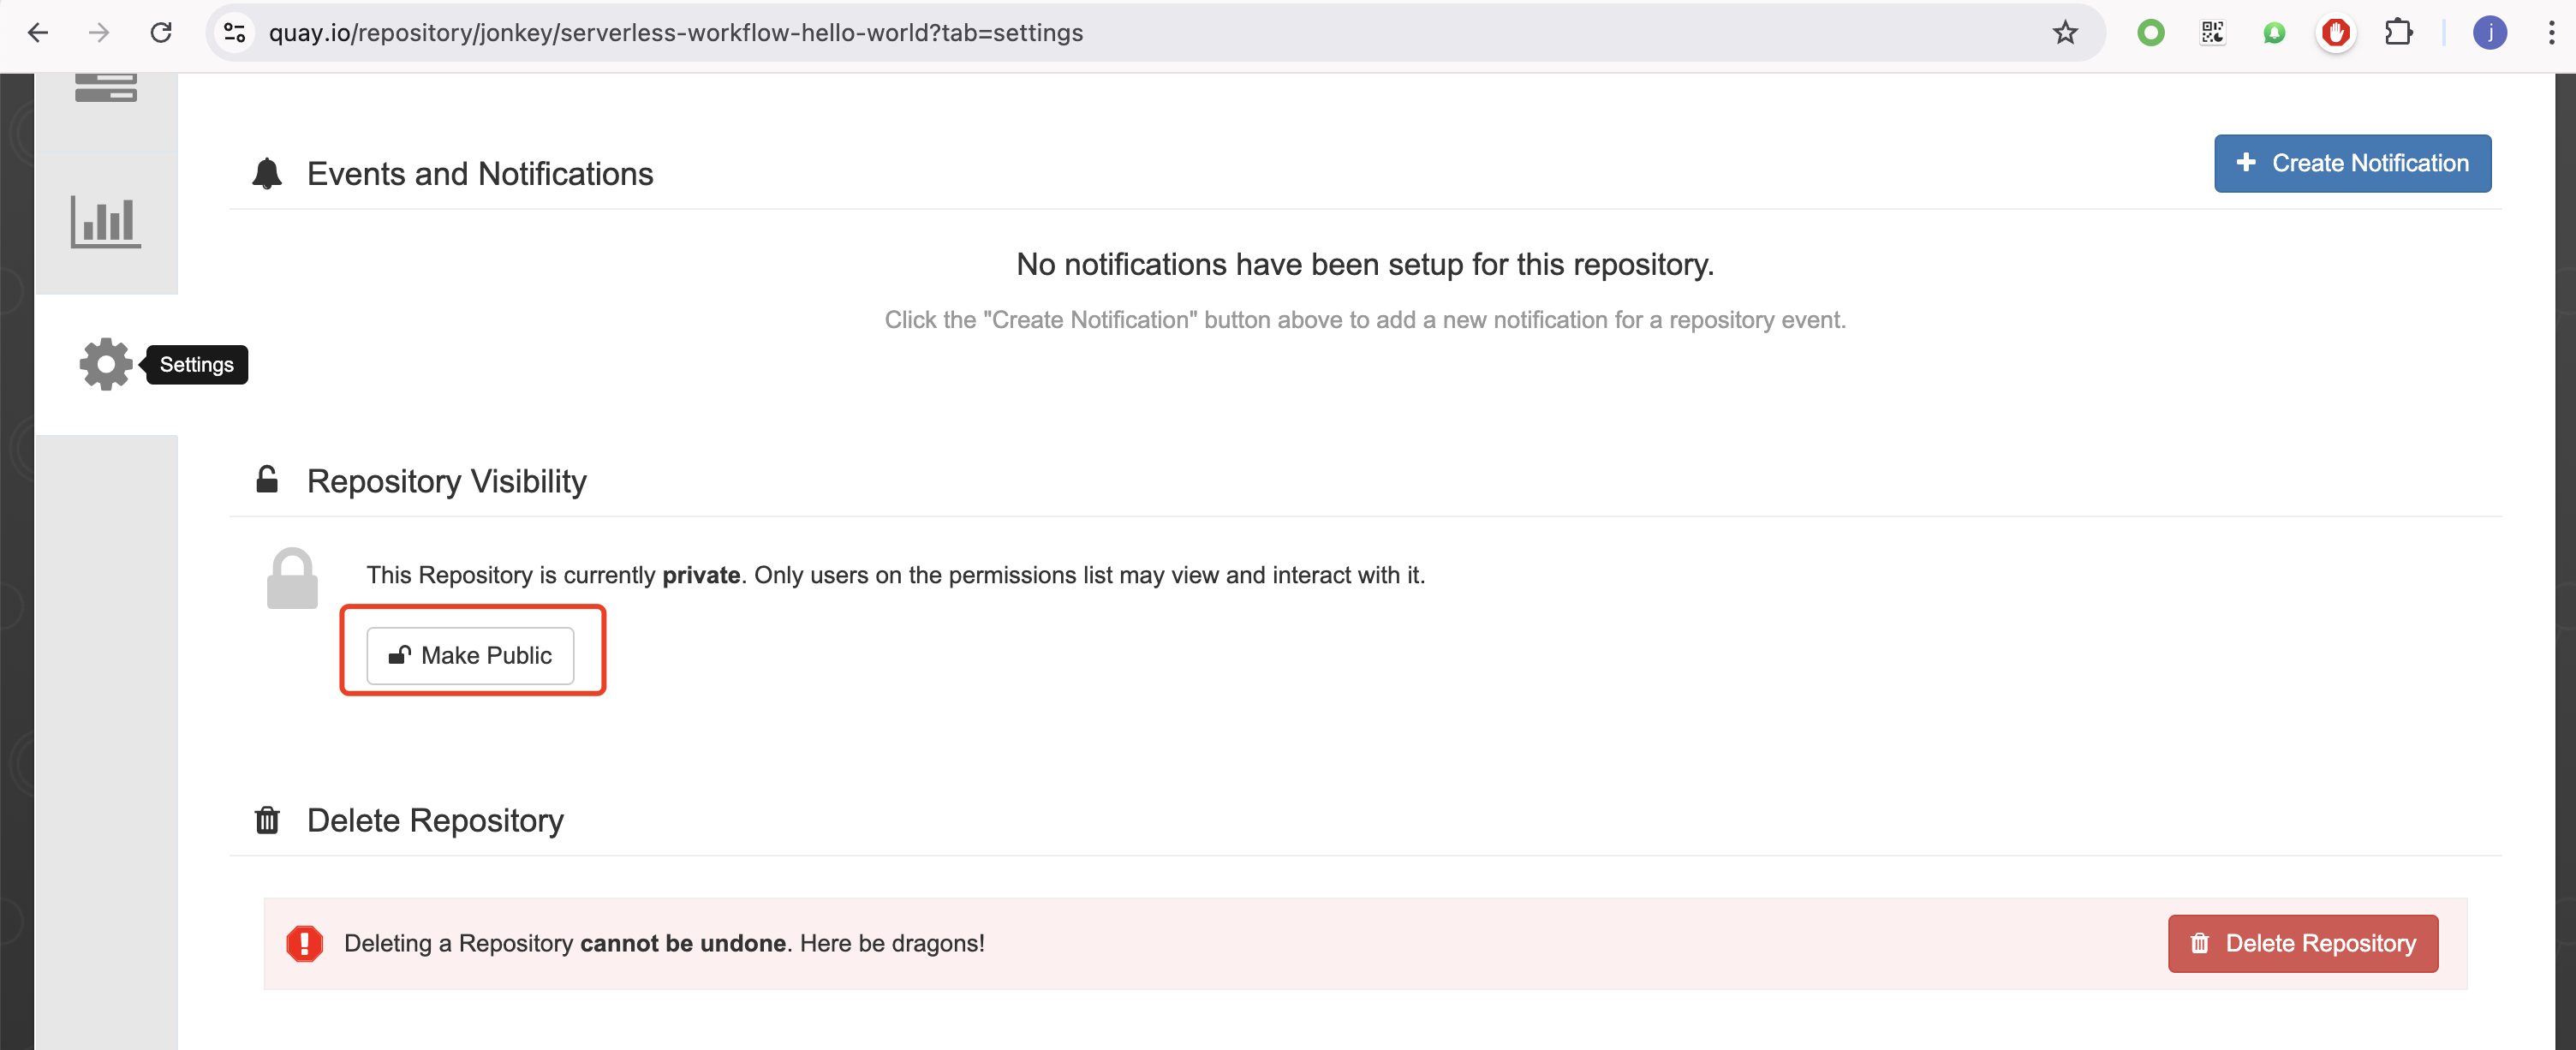 quay.io/repository/jonkey/serverless-workflow-hello-world?tab=settings
j
Events and Notifications
Create Notification
No notifications have been setup for this repository.
Click the "Create Notification" button above to add a new notification for a repository event.
Settings
Repository Visibility
This Repository is currently private. Only users on the permissions list may view and interact with it.
Make Public
Delete Repository
Deleting a Repository cannot be undone. Here be dragons!
Delete Repository